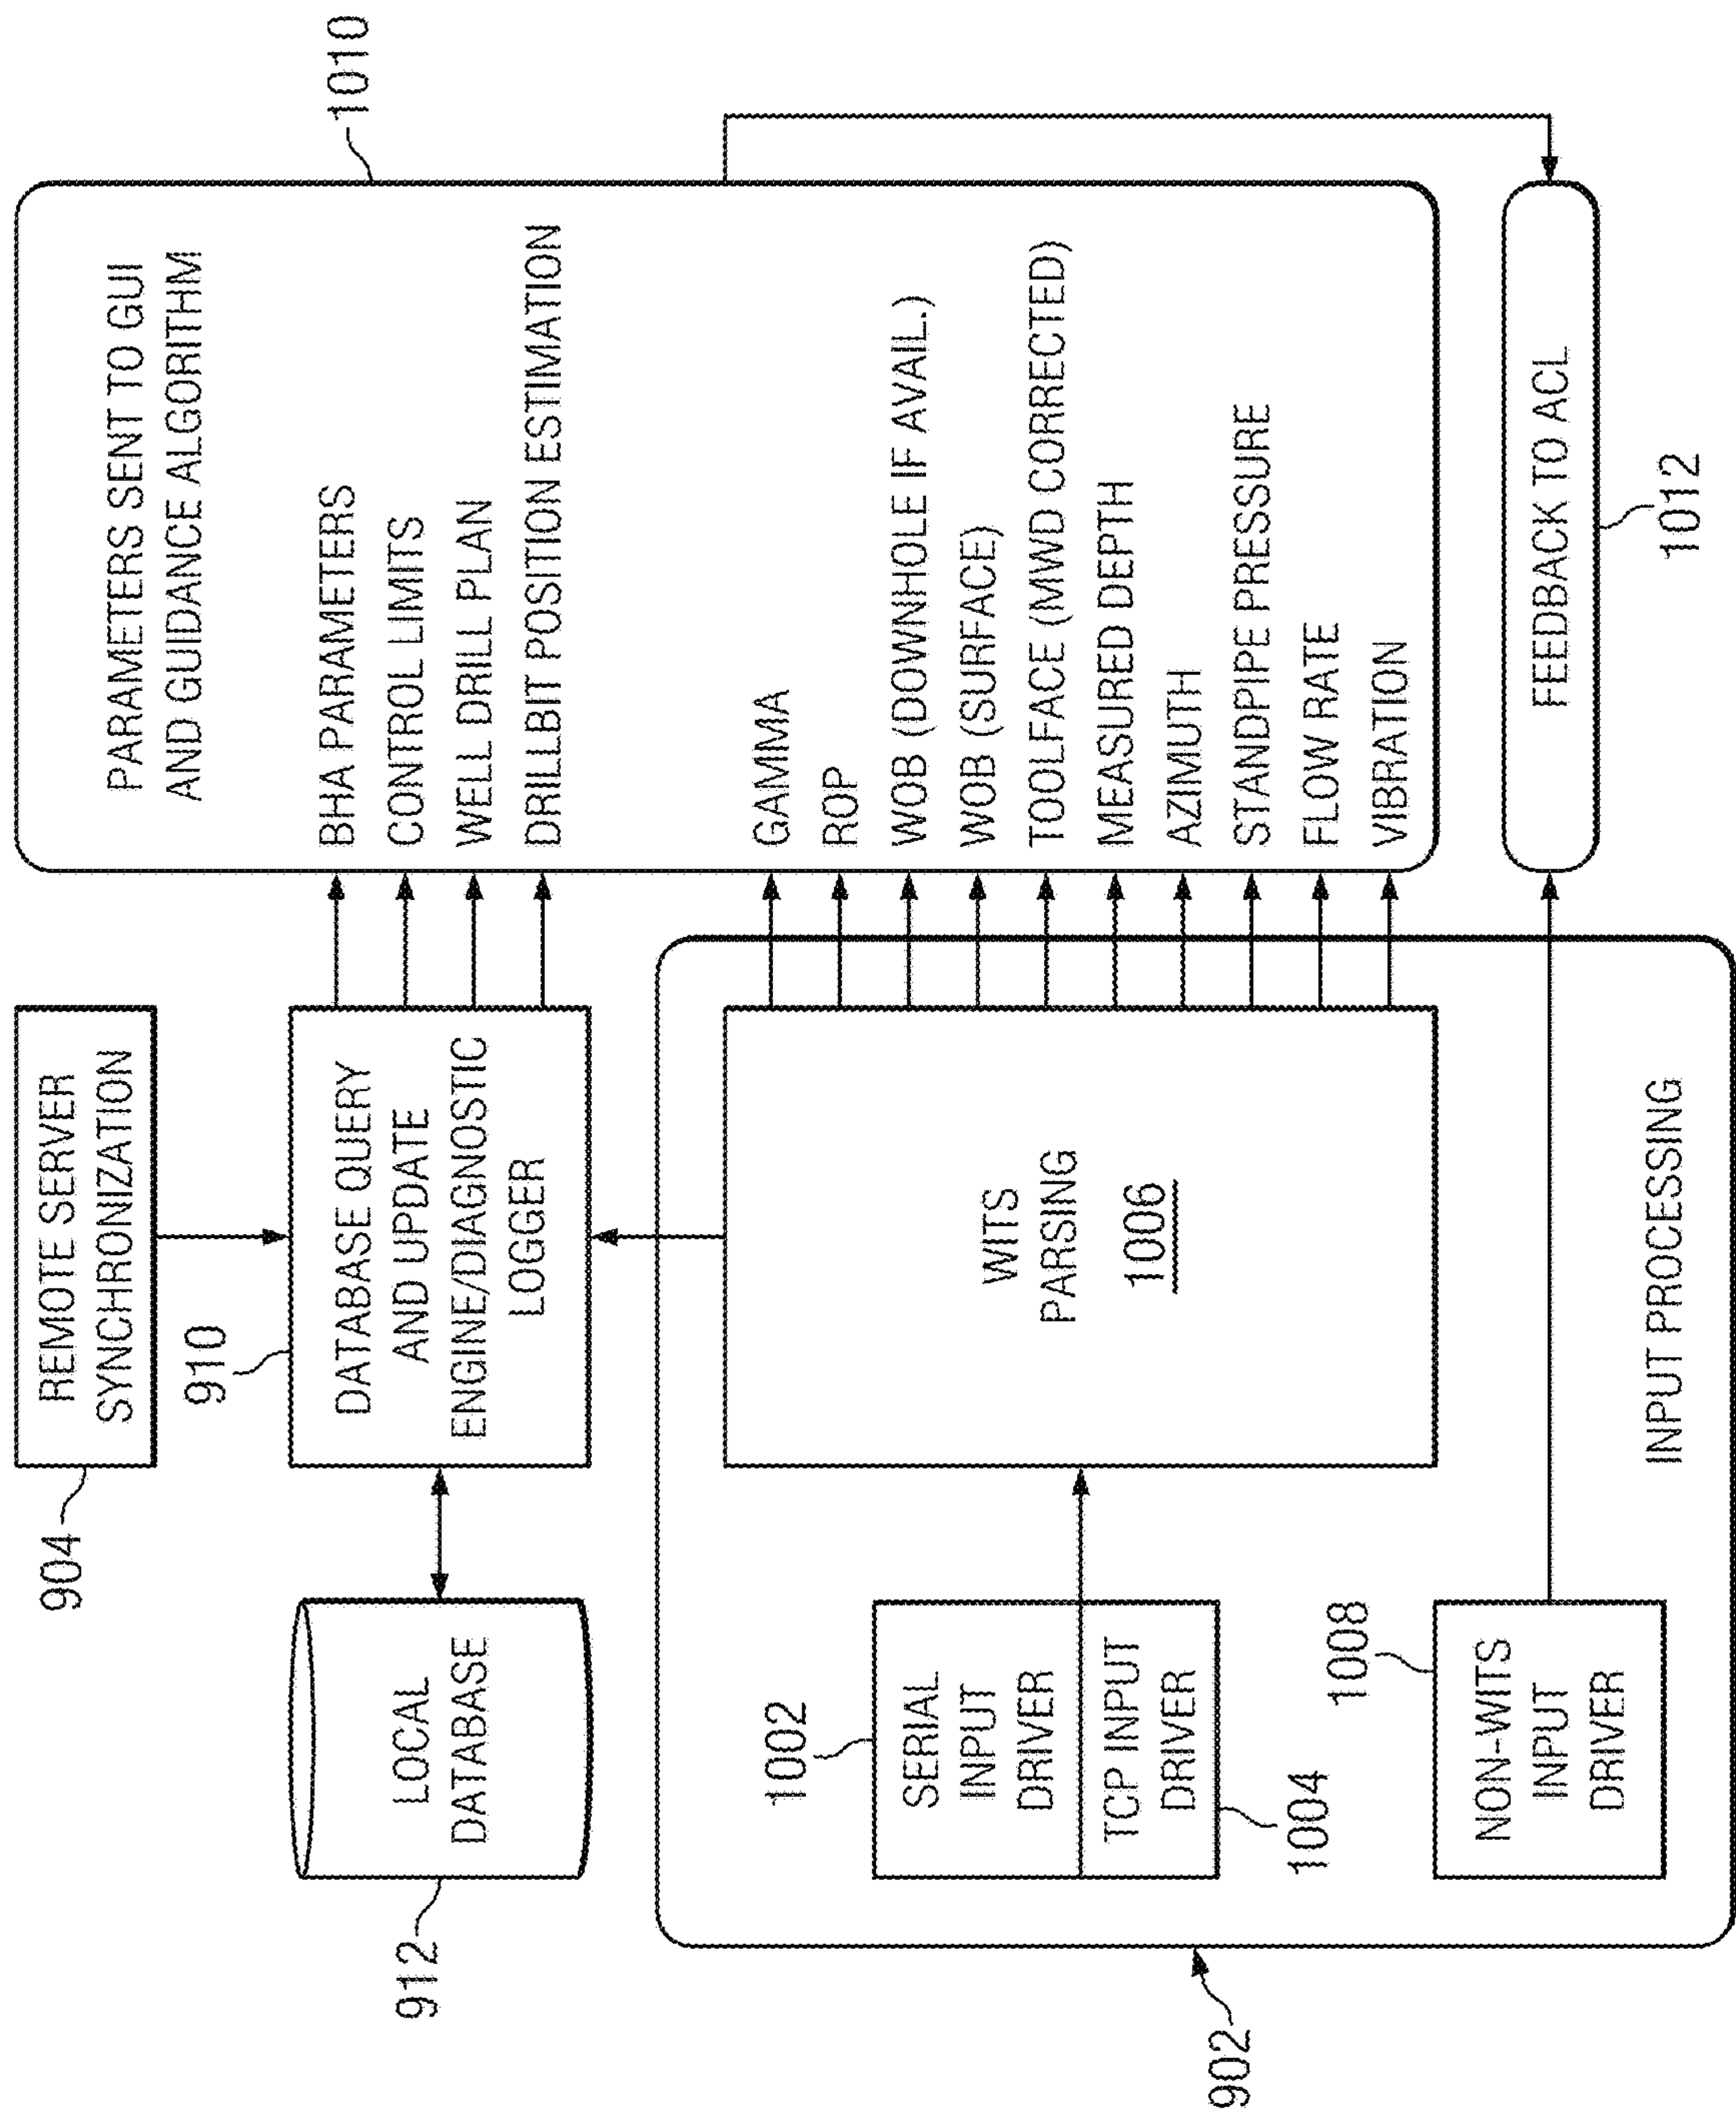 904
REMOTE SERVER
SYNCHRONIZATION
910
912
LOCAL
DATABASE
DATABASE QUERY
AND UPDATE
ENGINE/DIAGNOSTIC
LOGGER
1010
PARAMETERS SENT TO GUI
AND GUIDANCE ALGORITHM
BHA PARAMETERS
CONTROL LIMITS
WELL DRILL PLAN
DRILLBIT POSITION ESTIMATION
GAMMA
ROP
WOB (DOWNHOLE IF AVAIL.)
WOB (SURFACE)
TOOLFACE (MWD CORRECTED)
MEASURED DEPTH
AZIMUTH
STANDPIPE PRESSURE
FLOW RATE
VIBRATION
902
1002
SERIAL
INPUT
DRIVER
TCP INPUT
DRIVER
1004
WITS
PARSING
1006
1008
NON-WITS
INPUT
DRIVER
INPUT PROCESSING
FEEDBACK TO ACL
1012